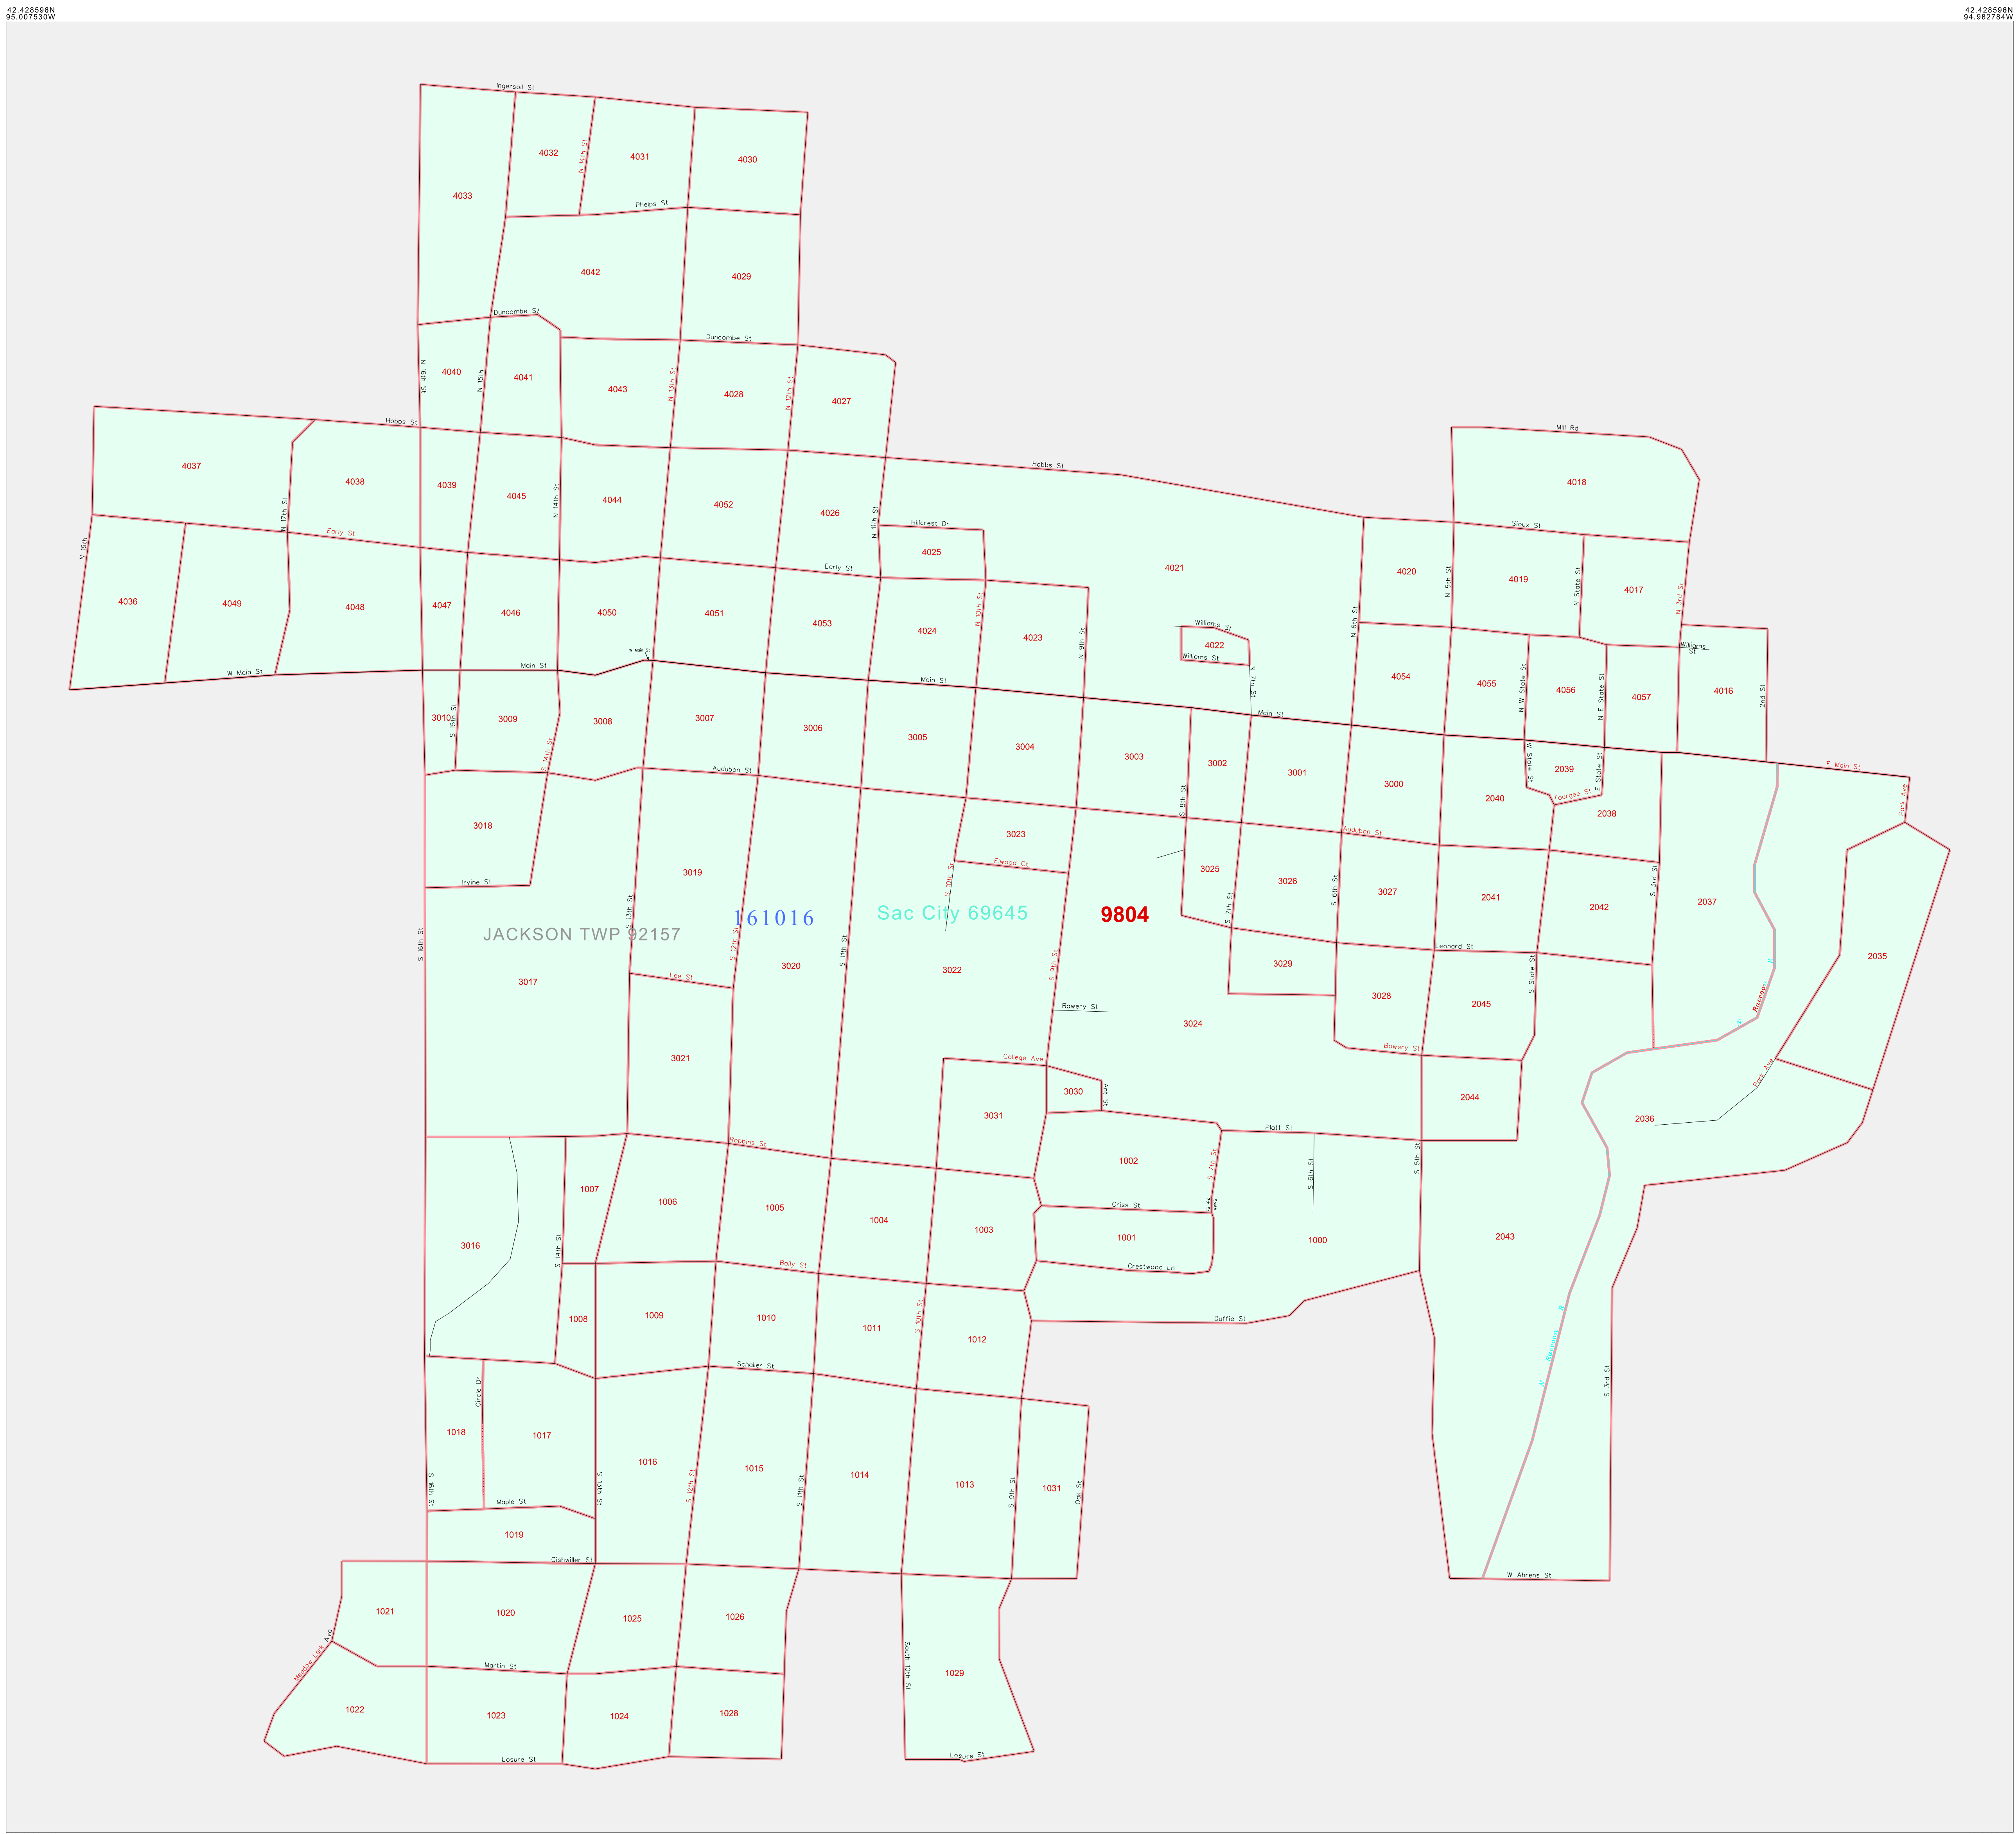 42.428596N
95.007530W
42.428596N
94.982784W
Ingersoll St
4032
N 14th St
4031
4030
4033
Phelps St
4042
4029
Duncombe St
Duncombe St
N 16th St
4040
N 15th
4041
4043
N 13th St
4028
N 12th St
4027
Hobbs St
Hobbs St
Mill Rd
4037
4038
4039
4045
N 14th St
4044
4052
4026
N 11th St
Hillcrest Dr
4025
4018
Sioux St
N 17th St
Early St
N 19th
Early St
4021
4020
N 5th St
4019
N State St
4017
N 3rd St
4036
4049
4048
4047
4046
4050
4051
4053
4024
N 10th St
4023
N 9th St
Williams St
4022
Williams St
N 7th St
N 6th St
Williams
St
W Main St
W Main St
Main St
Main St
Main St
4054
4055
N W State St
4056
N E State St
4057
4016
2nd St
3010
S 15th St
3009
S 14th St
3008
3007
3006
3005
3004
3003
3002
3001
3000
2040
W State St
2039
E State St
Tourgee St
2038
E Main St
Park Ave
Audubon St
Audubon St
3018
Irvine St
3019
3023
Elwood Ct
S 10th St
S 8th St
3025
S 7th St
3026
S 6th St
3027
2041
2042
S 3rd St
2037
2035
S 16th St
JACKSON TWP 92157
S 13th St
161016
S 12th St
Sac City 69645
9804
S 11th St
S 9th St
Leonard St
3017
Lee St
3020
3022
3029
3028
2045
S State St
N Raccoon R
Bowery St
3024
Bowery St
3021
College Ave
3030
Ant St
3031
2044
Park Ave
2036
Robbins St
Platt St
1002
S 7th St
S 6th St
S 5th St
1007
1006
1005
1004
1003
Criss St
1001
1000
2043
3016
S 14th St
Baily St
Crestwood Ln
1008
1009
1010
1011
S 10th St
1012
Duffie St
N Raccoon R
Schaller St
Circle Dr
S 3rd St
1018
1017
1016
S 12th St
1015
S 11th St
1014
1013
S 9th St
1031
Oak St
S 16th St
Maple St
S 13th St
1019
Gishwiller St
W Ahrens St
1021
1020
1025
1026
Meadow Lark Ave
Martin St
South 10th St
1029
1022
1023
1024
1028
Losure St
Losure St